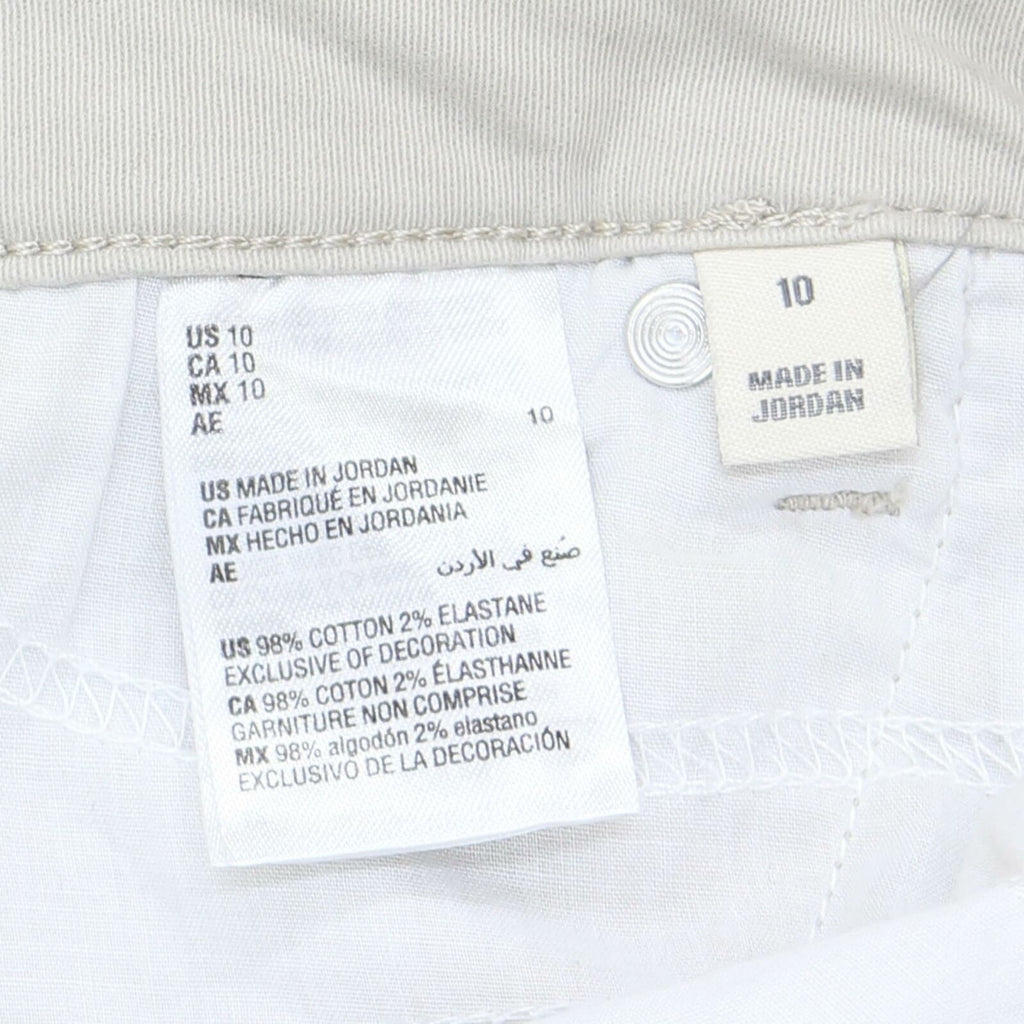 US 10
CA 10
MX 10
AE 10
US MADE IN JORDAN
CA FABRIQUÉ EN JORDANIE
MX HECHO EN JORDANIA
AE صُنع في الأردن
US 98% COTTON 2% ELASTANE
EXCLUSIVE OF DECORATION
CA 98% COTON 2% ÉLASTHANNE
GARNITURE NON COMPRISE
MX 98% algodón 2% elastano
EXCLUSIVO DE LA DECORACIÓN
10
MADE IN
JORDAN